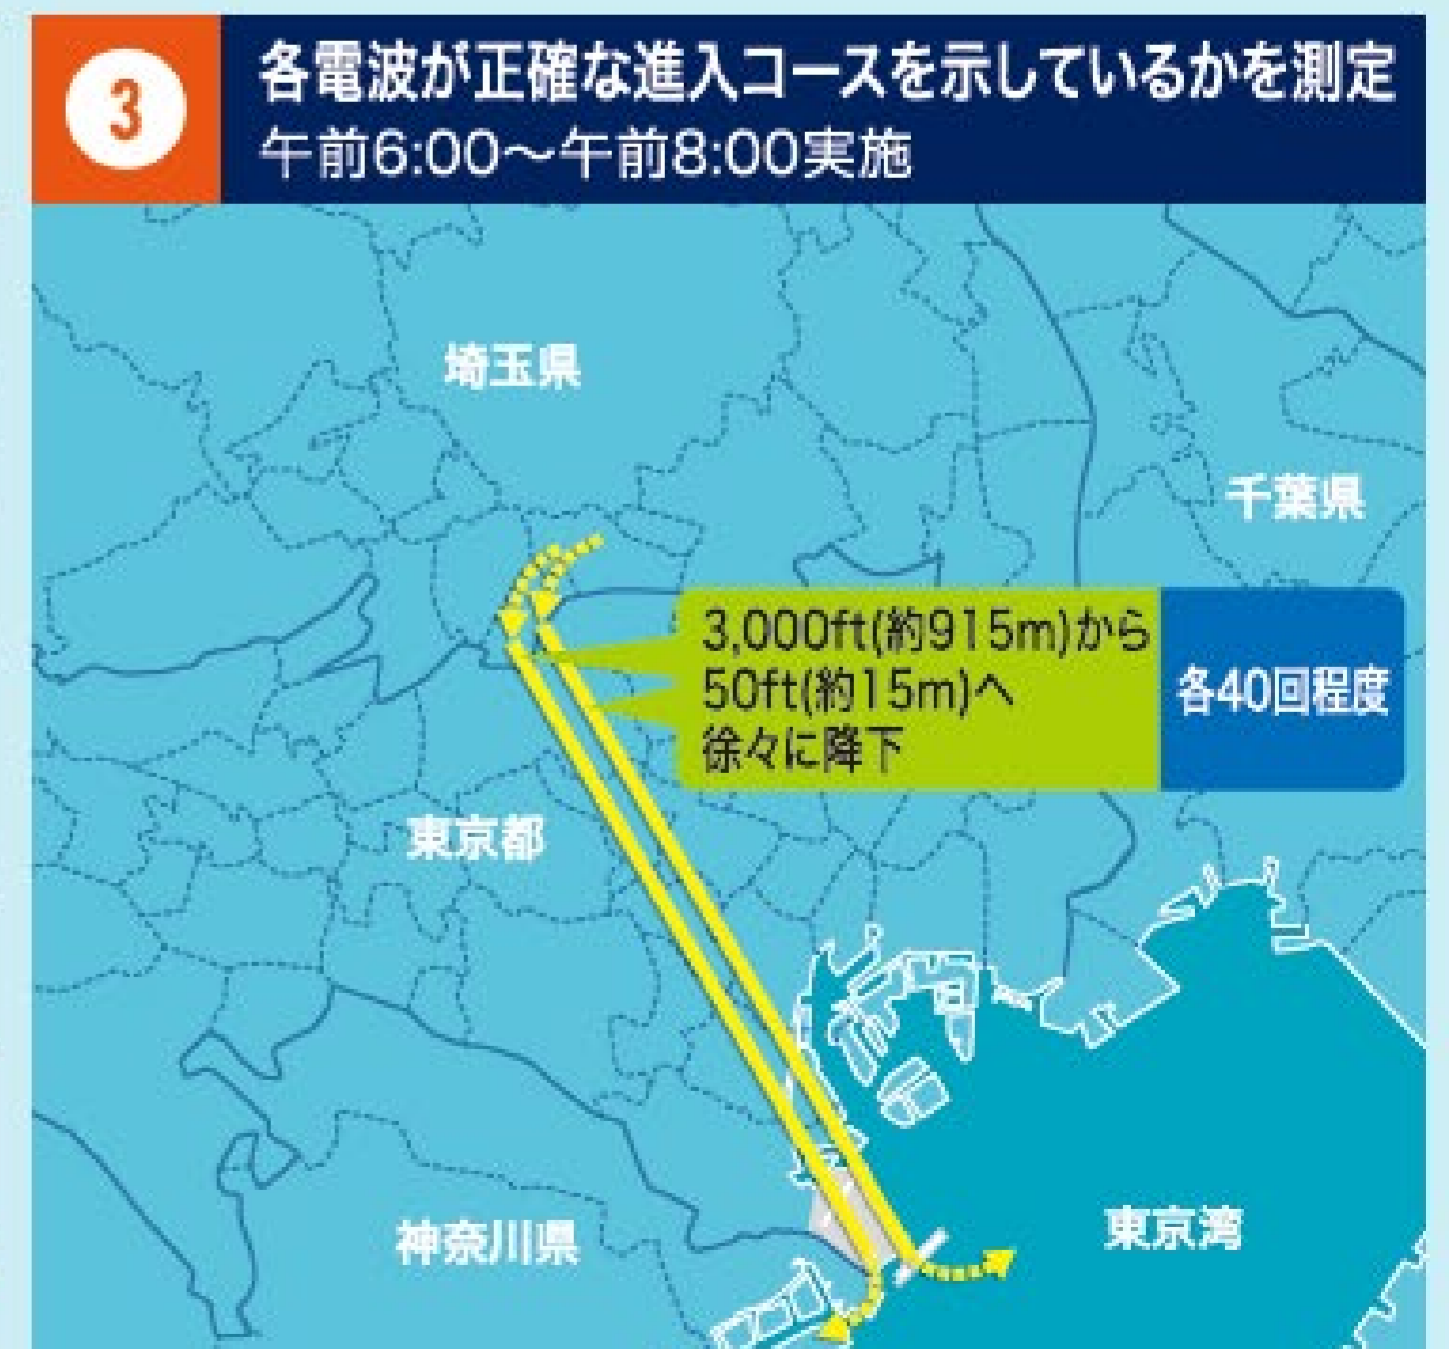 3
各電波が正確な進入コースを示しているかを測定
午前6:00～午前8:00実施
埼玉県
千葉県
3,000ft(約915m)から
50ft(約15m)へ
徐々に降下
各40回程度
東京都
東京湾
神奈川県